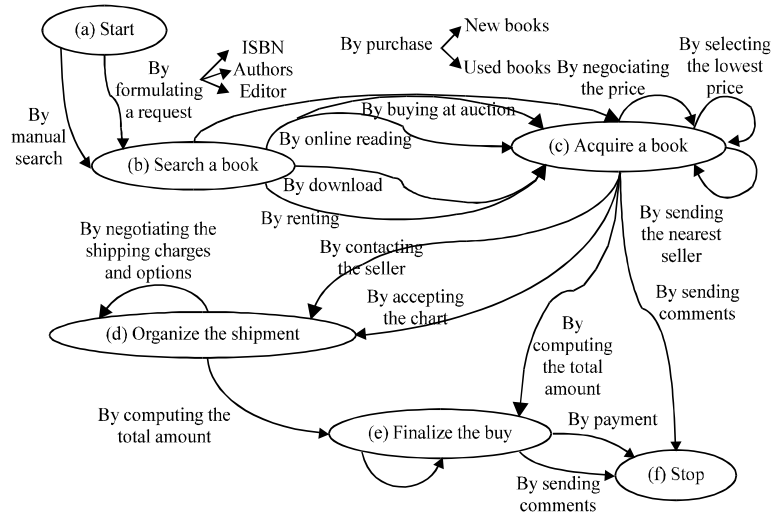 (a) Start
By
formulating
a request
ISBN
Authors
Editor
By purchase
New books
Used books
By negociating
the price
By selecting
the lowest
price
By
manual
search
By buying at auction
By online reading
(b) Search a book
(c) Acquire a book
By download
By renting
By sending
the nearest
seller
By negotiating the
shipping charges
and options
By contacting
the seller
By accepting
the chart
By sending
comments
(d) Organize the shipment
By
computing
the total
amount
By computing the
total amount
(e) Finalize the buy
By payment
(f) Stop
By sending
comments